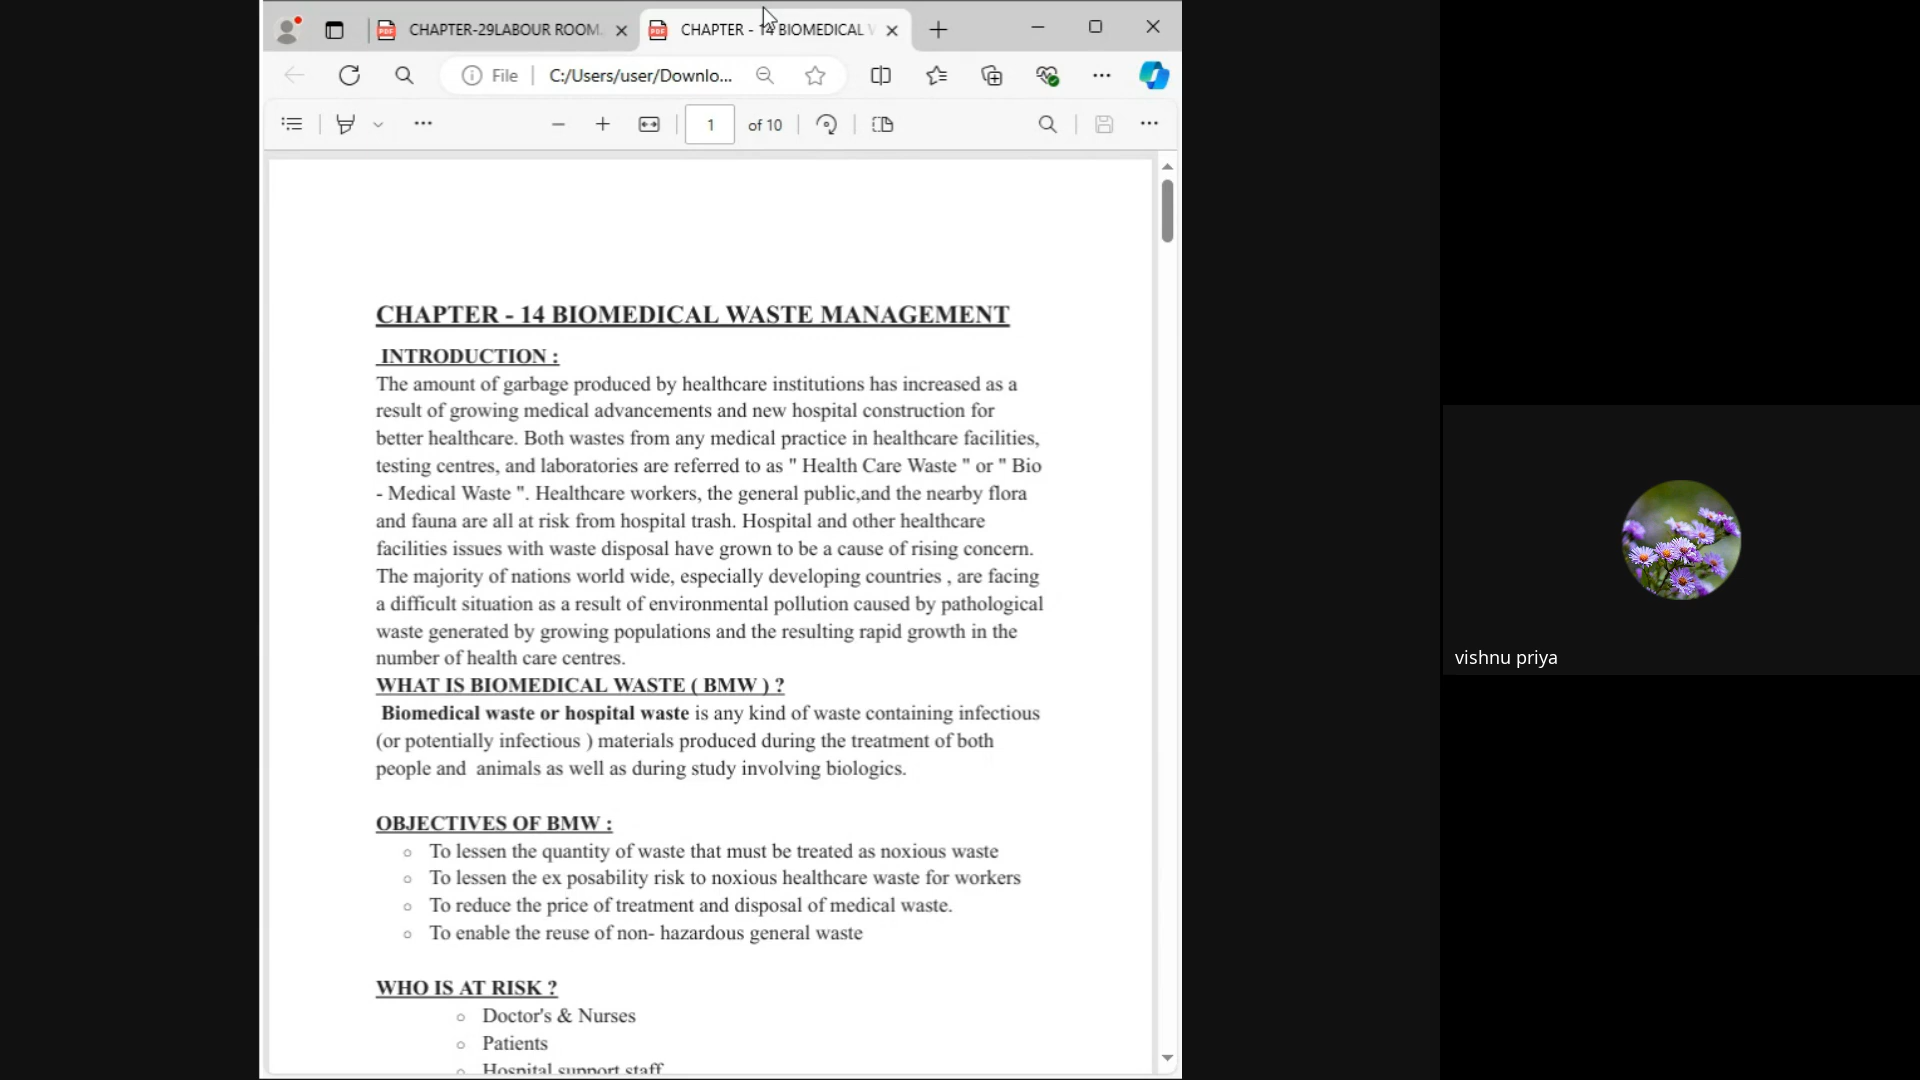 CHAPTER-29LABOUR ROOM.
CHAPTER - 14 BIOMEDICAL W
File
C:/Users/user/Downlo...
1 of 10
CHAPTER - 14 BIOMEDICAL WASTE MANAGEMENT
INTRODUCTION :
The amount of garbage produced by healthcare institutions has increased as a
result of growing medical advancements and new hospital construction for
better healthcare. Both wastes from any medical practice in healthcare facilities,
testing centres, and laboratories are referred to as " Health Care Waste " or " Bio
- Medical Waste ". Healthcare workers, the general public,and the nearby flora
and fauna are all at risk from hospital trash. Hospital and other healthcare
facilities issues with waste disposal have grown to be a cause of rising concern.
The majority of nations world wide, especially developing countries , are facing
a difficult situation as a result of environmental pollution caused by pathological
waste generated by growing populations and the resulting rapid growth in the
number of health care centres.
WHAT IS BIOMEDICAL WASTE ( BMW ) ?
Biomedical waste or hospital waste is any kind of waste containing infectious
(or potentially infectious ) materials produced during the treatment of both
people and animals as well as during study involving biologics.
OBJECTIVES OF BMW :
○ To lessen the quantity of waste that must be treated as noxious waste
○ To lessen the ex posability risk to noxious healthcare waste for workers
○ To reduce the price of treatment and disposal of medical waste.
○ To enable the reuse of non- hazardous general waste
WHO IS AT RISK ?
○ Doctor's & Nurses
○ Patients
○ Hospital support staff
vishnu priya